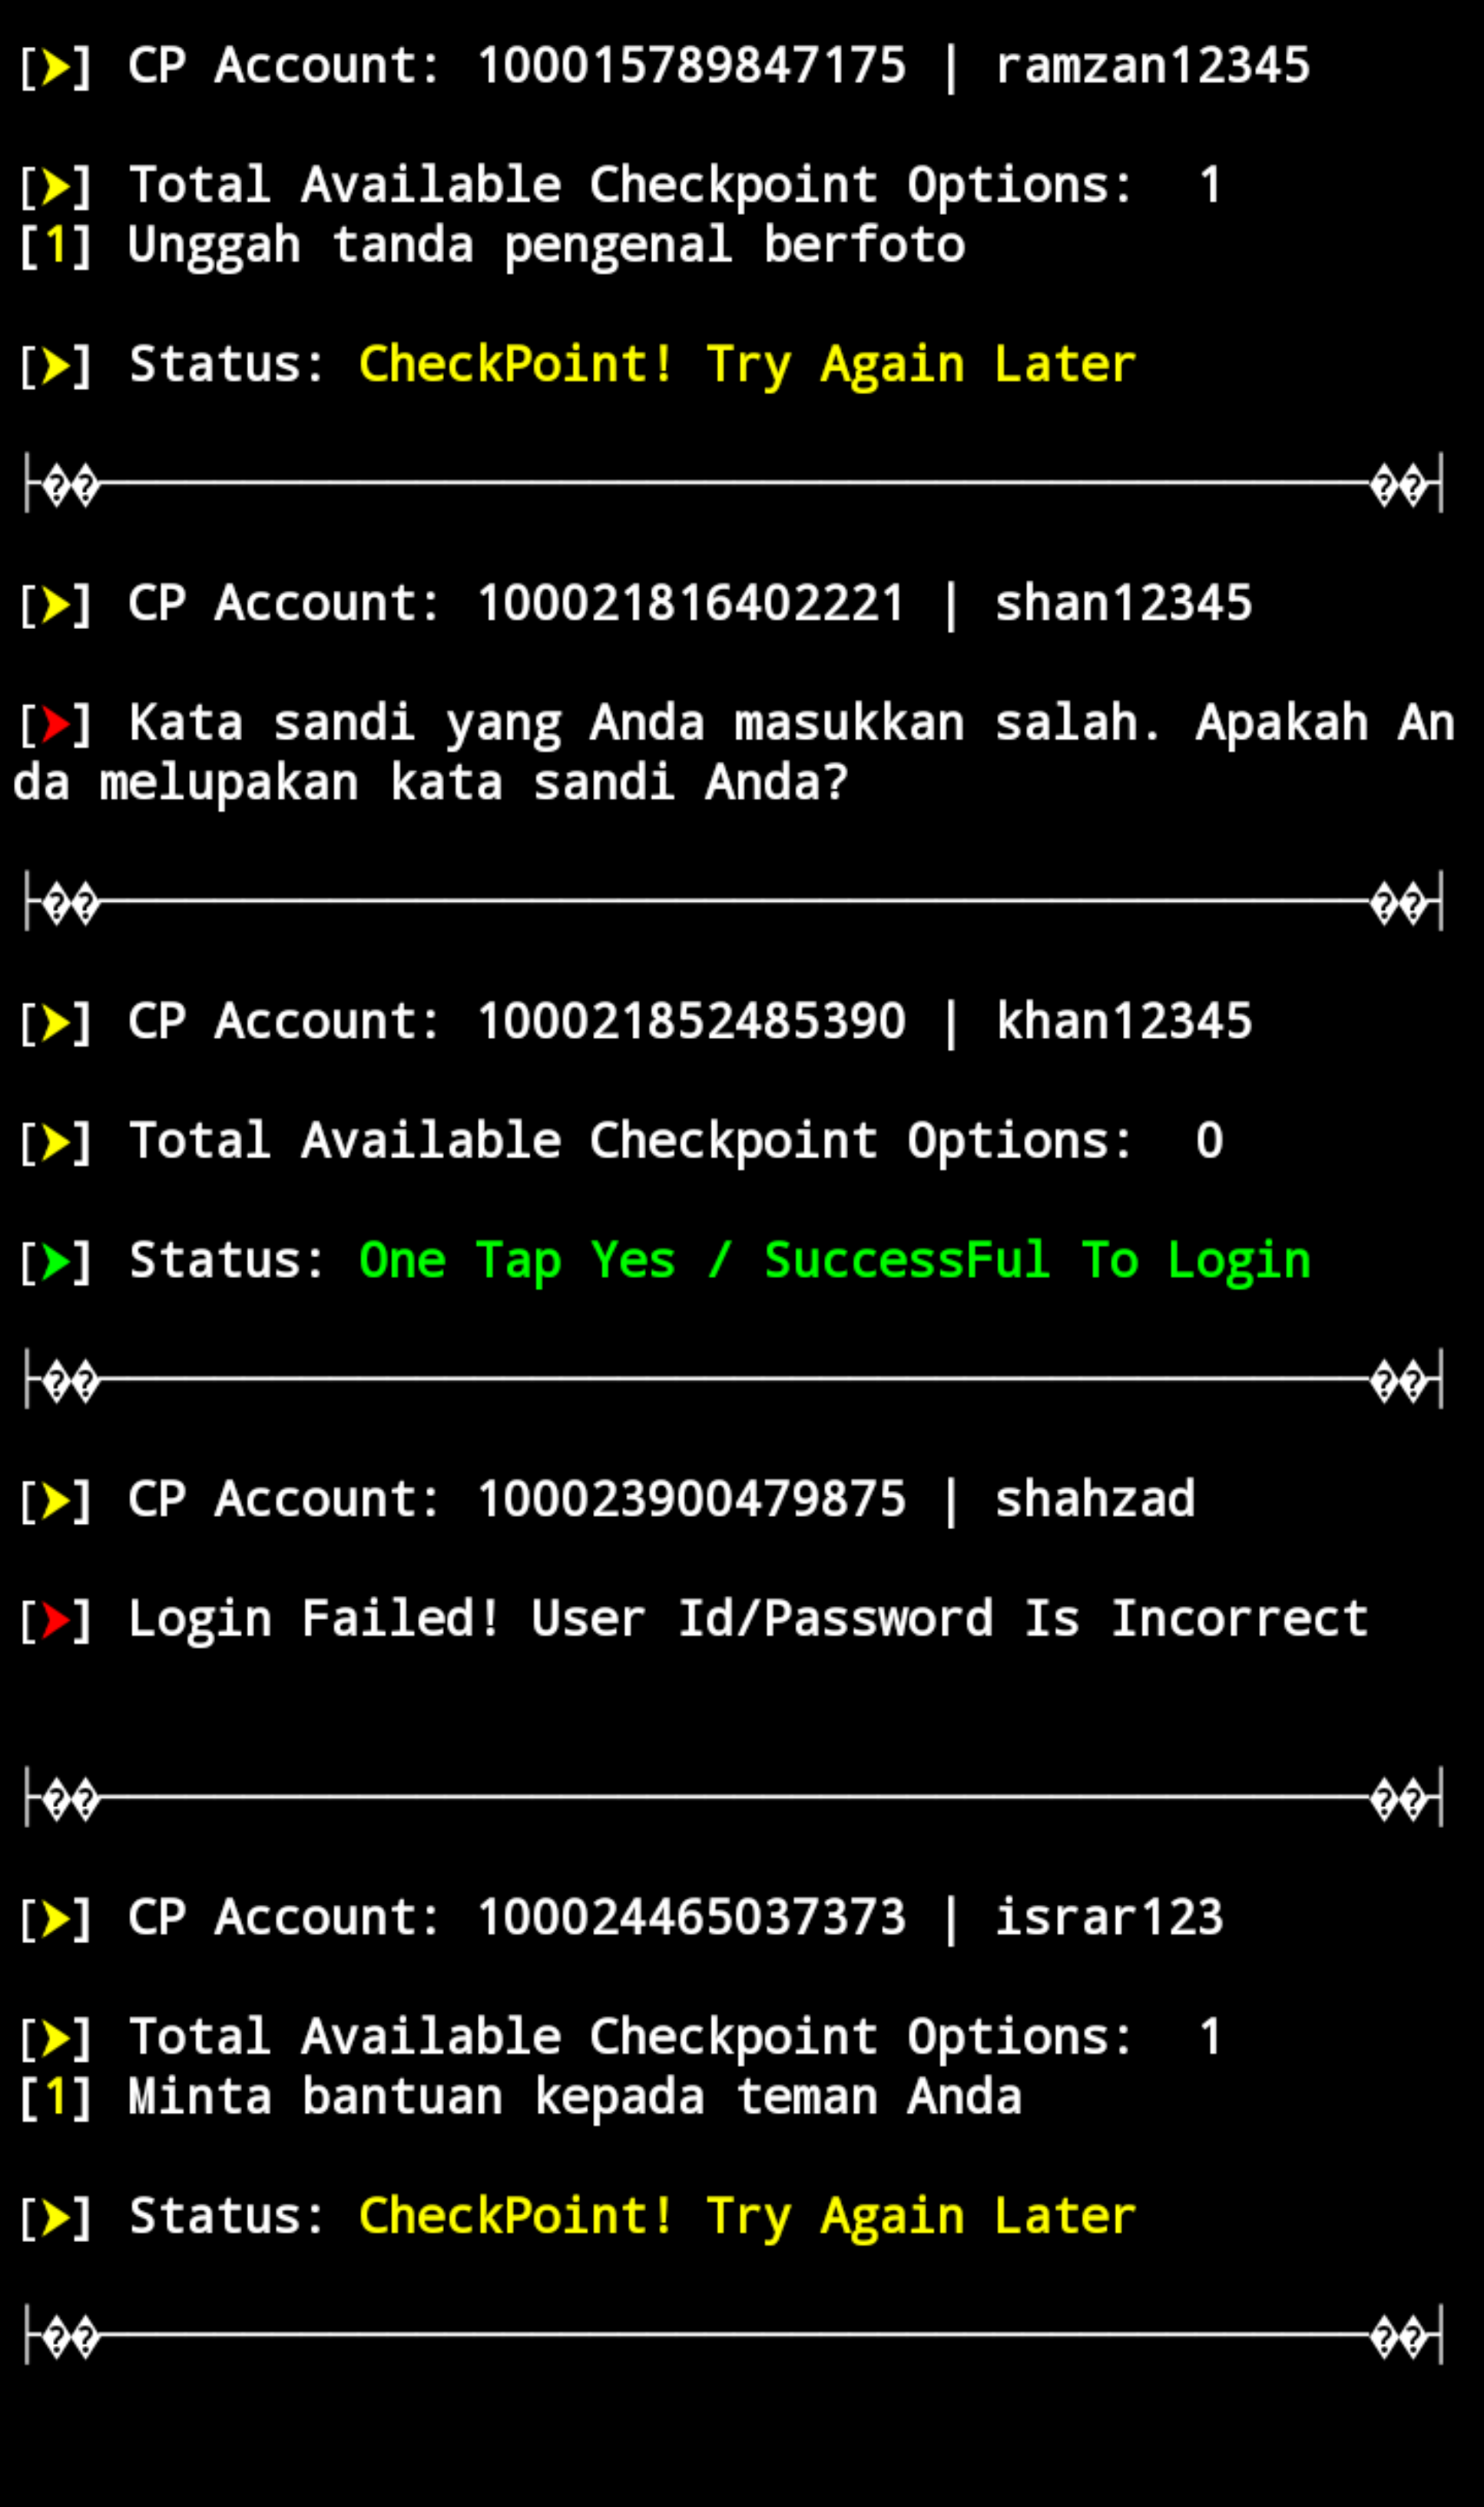 [➤] CP Account: 100015789847175 | ramzan12345
[➤] Total Available Checkpoint Options:  1
[1] Unggah tanda pengenal berfoto
[➤] Status: CheckPoint! Try Again Later
[➤] CP Account: 100021816402221 | shan12345
[➤] Kata sandi yang Anda masukkan salah. Apakah An
da melupakan kata sandi Anda?
[➤] CP Account: 100021852485390 | khan12345
[➤] Total Available Checkpoint Options:  0
[➤] Status: One Tap Yes / SuccessFul To Login
[➤] CP Account: 100023900479875 | shahzad
[➤] Login Failed! User Id/Password Is Incorrect
[➤] CP Account: 100024465037373 | israr123
[➤] Total Available Checkpoint Options:  1
[1] Minta bantuan kepada teman Anda
[➤] Status: CheckPoint! Try Again Later